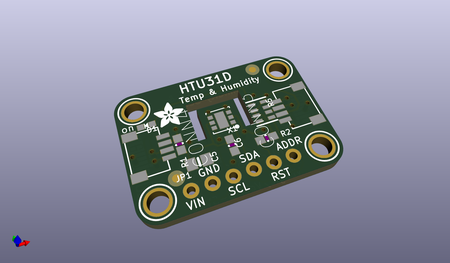 HTU31D
Temp & Humidity
on
R2
ADDR
SDA
JP1 GND
SCL
RST
VIN